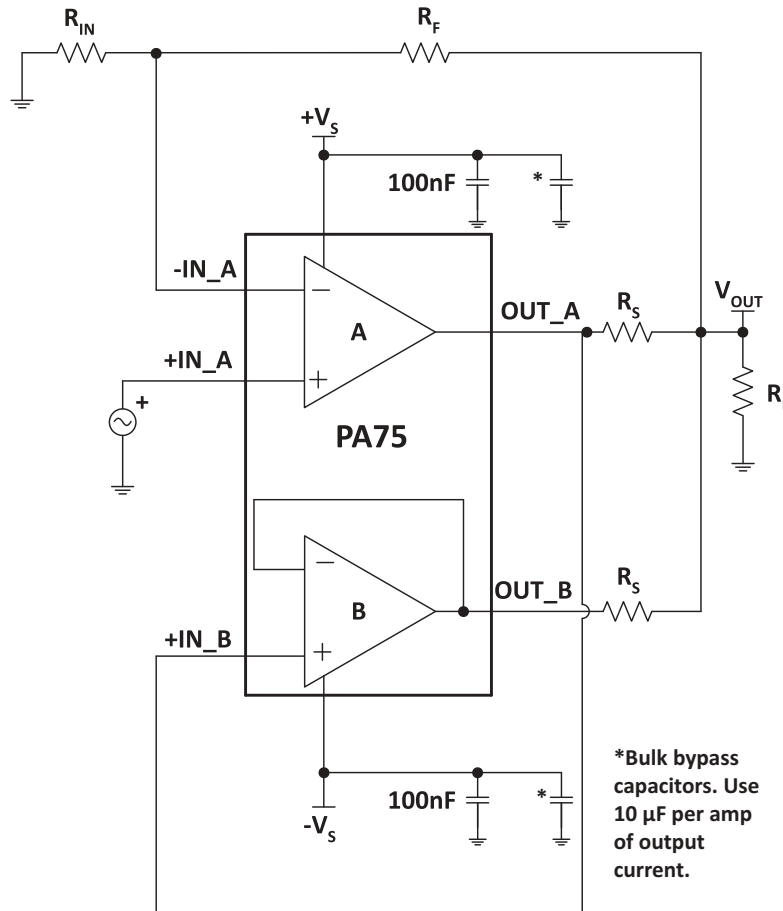 R_IN
R_F
+V_S
100nF
*
-IN_A
A
OUT_A
R_S
V_OUT
+IN_A
+
R
PA75
B
OUT_B
R_S
+IN_B
100nF
*
-V_S
*Bulk bypass
capacitors. Use
10 µF per amp
of output
current.